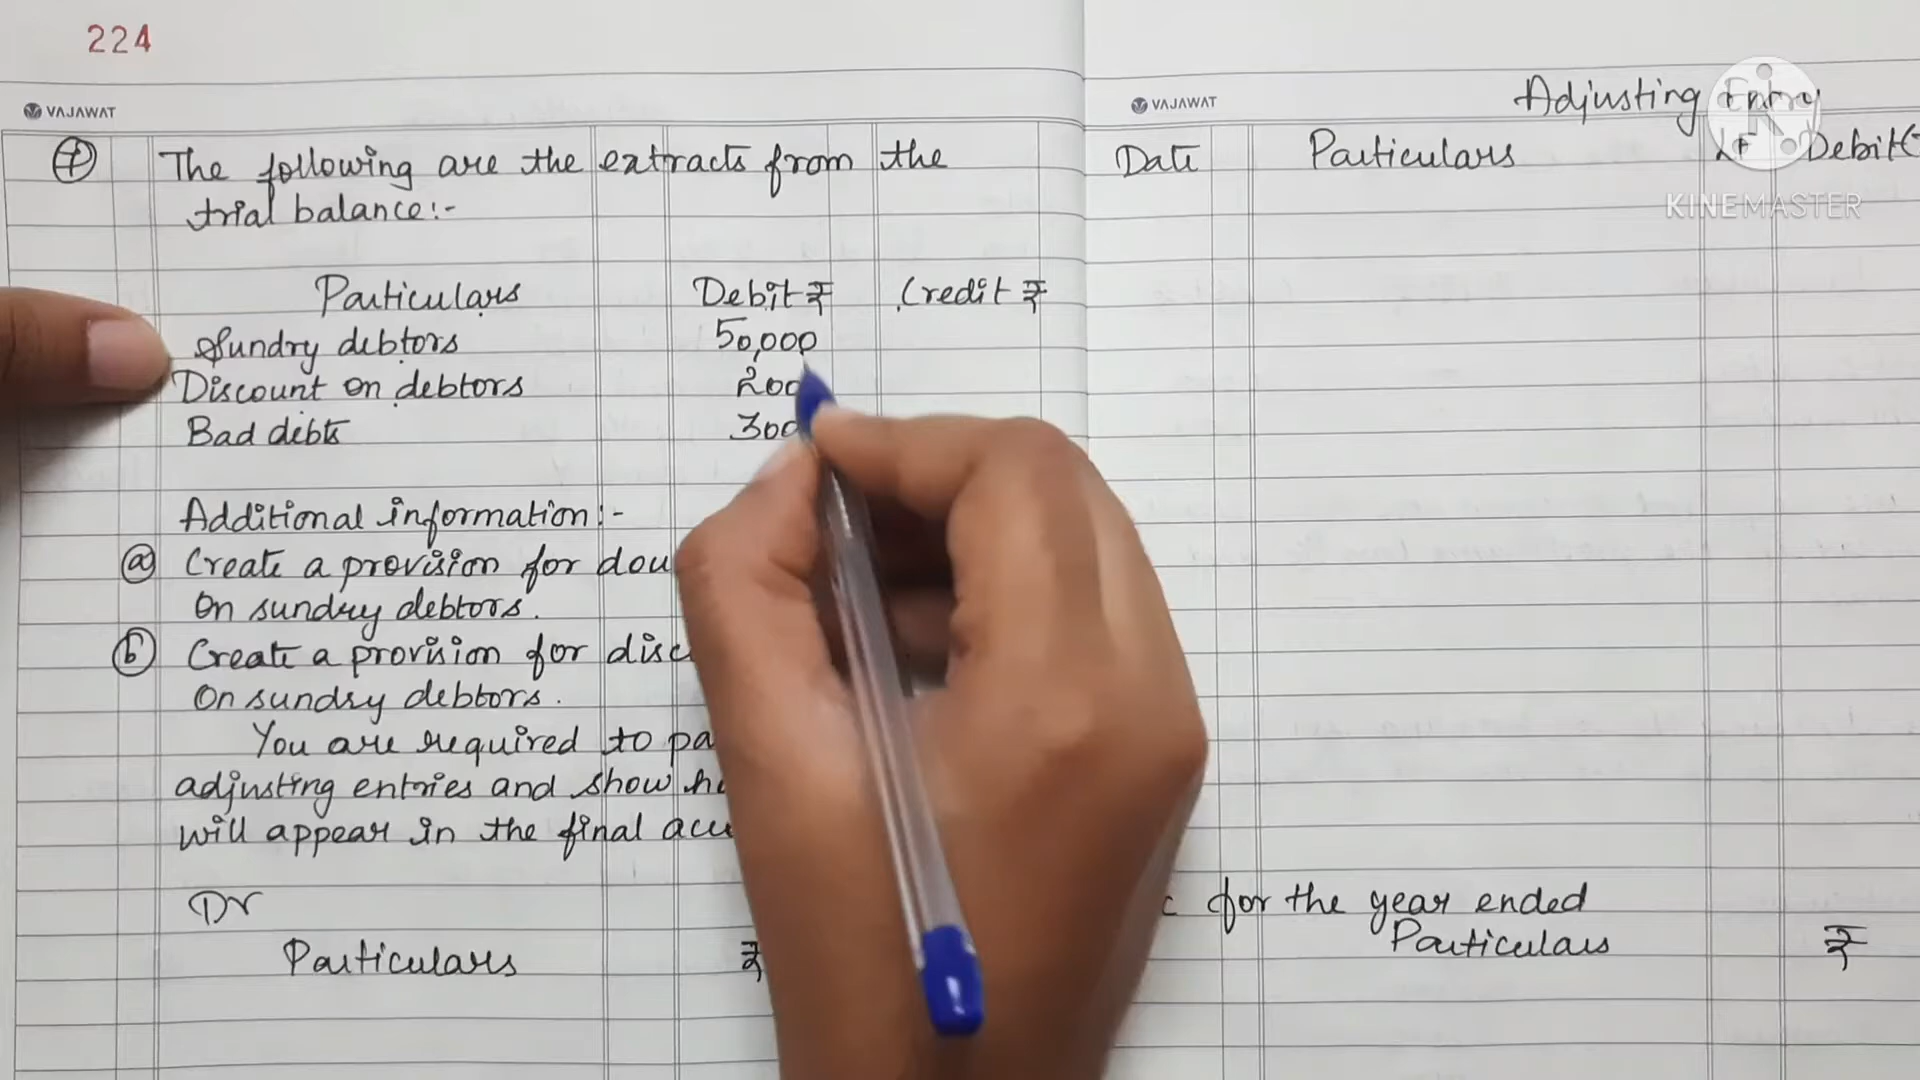 224
VAJAWAT
The following are the extracts from the
trial balance:-
Particulars Debit ₹ Credit ₹
Sundry debtors 50,000
Discount on debtors 200
Bad debts 300
Additional information:-
(a) Create a provision for dou
On sundry debtors.
(b) Create a provision for disc
On sundry debtors.
You are required to pa
adjusting entries and show h
will appear in the final acc
Dr
Particulars ₹
VAJAWAT
Adjusting Entry
Date Particulars LF Debit(
KINEMASTER
for the year ended
Particulars ₹